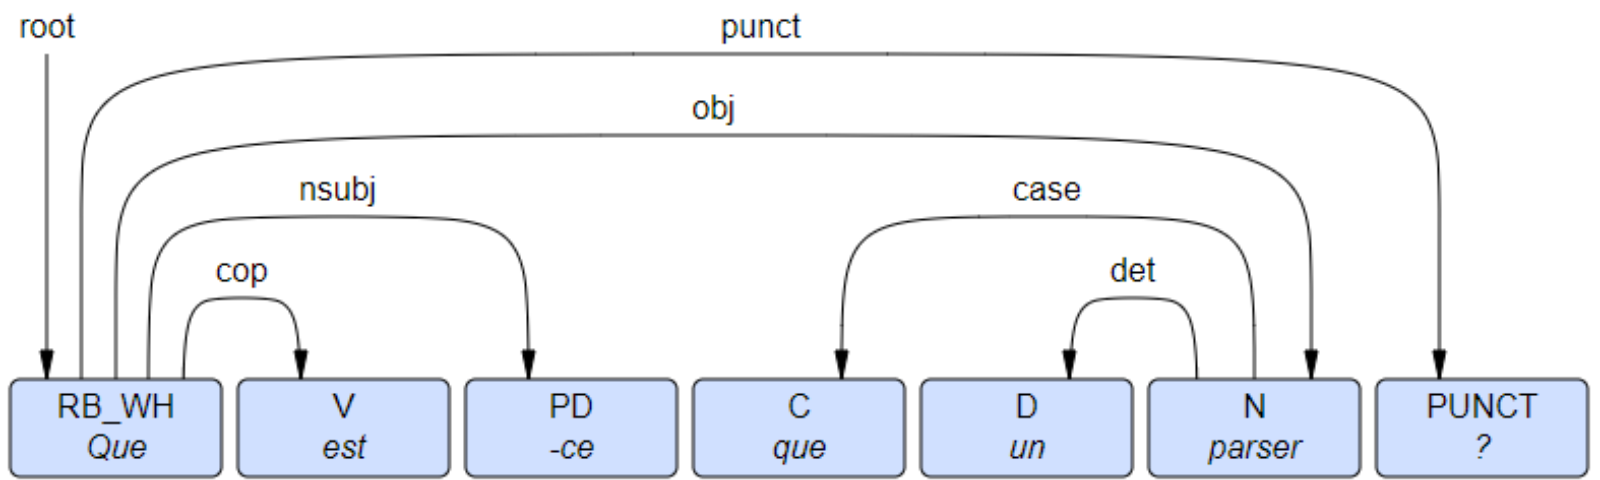 root
punct
obj
nsubj
case
cop
det
RB_WH V PD C D N PUNCT
Que est -ce que un parser ?